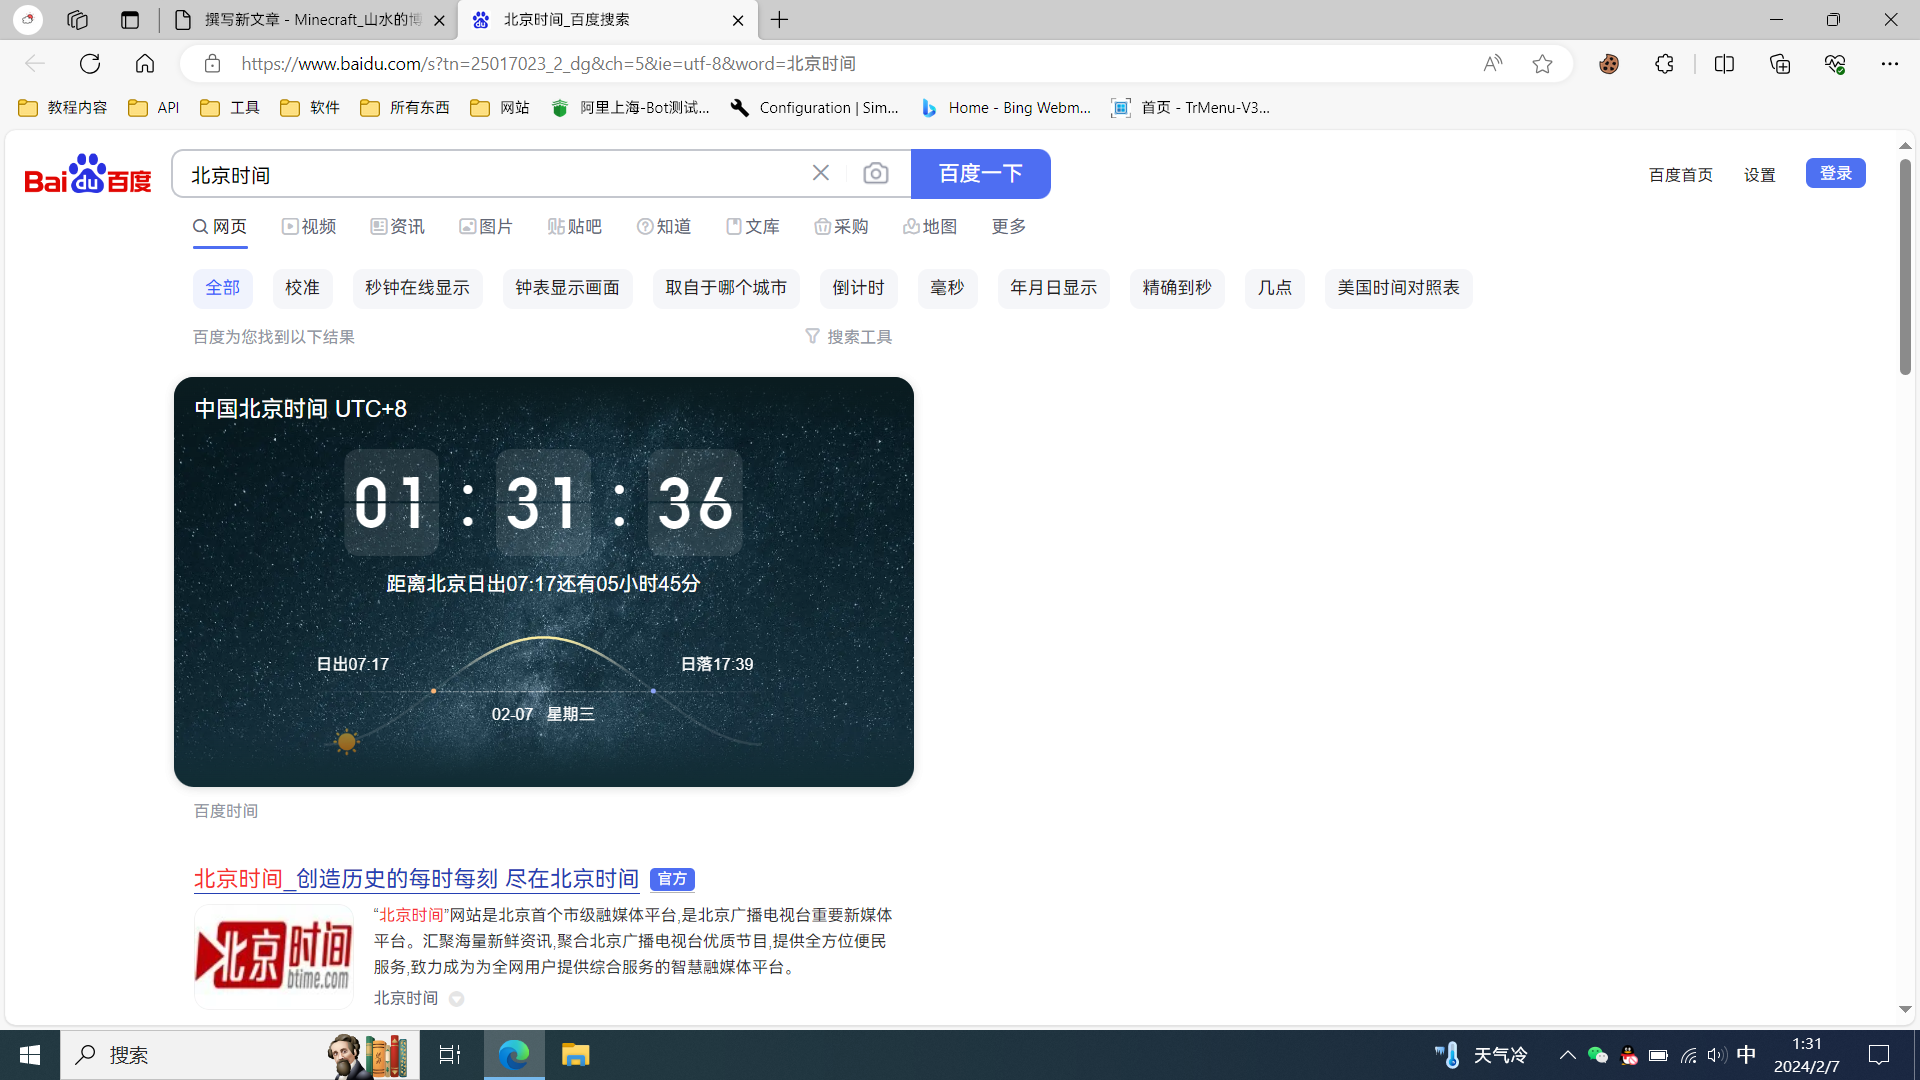 撰写新文章 - Minecraft_山水的博
北京时间_百度搜索
https://www.baidu.com/s?tn=25017023_2_dg&ch=5&ie=utf-8&word=北京时间
教程内容
API
工具
软件
所有东西
网站
阿里上海-Bot测试...
Configuration | Sim...
Home - Bing Webm...
首页 - TrMenu-V3...
Bai du 百度
北京时间
百度一下
百度首页
设置
登录
网页
视频
资讯
图片
贴 贴吧
知道
文库
采购
地图
更多
全部
校准
秒钟在线显示
钟表显示画面
取自于哪个城市
倒计时
毫秒
年月日显示
精确到秒
几点
美国时间对照表
百度为您找到以下结果
搜索工具
中国北京时间 UTC+8
01 : 31 : 36
距离北京日出07:17还有05小时45分
日出07:17
日落17:39
02-07 星期三
百度时间
北京时间_创造历史的每时每刻 尽在北京时间
官方
北京时间
btime.com
“北京时间”网站是北京首个市级融媒体平台,是北京广播电视台重要新媒体
平台。汇聚海量新鲜资讯,聚合北京广播电视台优质节目,提供全方位便民
服务,致力成为为全网用户提供综合服务的智慧融媒体平台。
北京时间
搜索
天气冷
中
1:31
2024/2/7